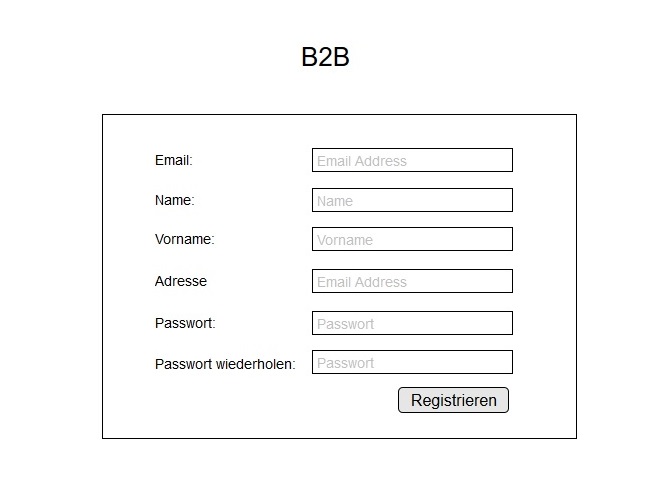 B2B
Email: Email Address
Name: Name
Vorname: Vorname
Adresse Email Address
Passwort: Passwort
Passwort wiederholen: Passwort
Registrieren